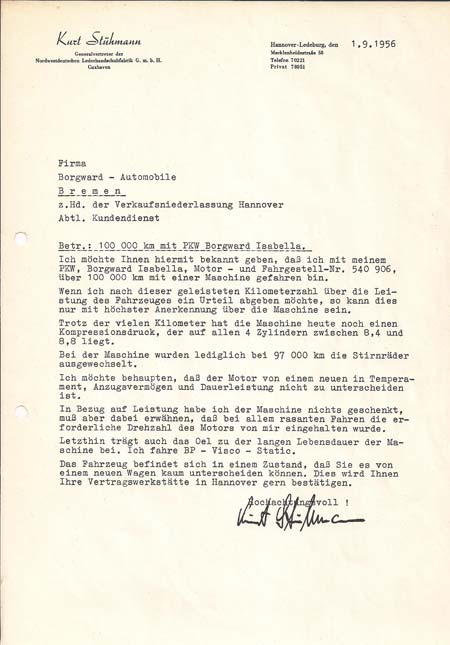 Kurt Stühmann
Generalvertreter der
Nordwestdeutschen Lederhandschuhfabrik G. m. b. H.
Cuxhaven
Hannover-Ledeburg, den 1.9.1956
Mecklenheidestraße 58
Telefon 70221
Privat 78051
Firma
Borgward - Automobile
B r e m e n
z.Hd. der Verkaufsniederlassung Hannover
Abtl. Kundendienst
Betr.: 100 000 km mit PKW Borgward Isabella.
Ich möchte Ihnen hiermit bekannt geben, daß ich mit meinem
PKW, Borgward Isabella, Motor - und Fahrgestell-Nr. 540 906,
über 100 000 km mit einer Maschine gefahren bin.
Wenn ich nach dieser geleisteten Kilometerzahl über die Lei-
stung des Fahrzeuges ein Urteil abgeben möchte, so kann dies
nur mit höchster Anerkennung über die Maschine sein.
Trotz der vielen Kilometer hat die Maschine heute noch einen
Kompressionsdruck, der auf allen 4 Zylindern zwischen 8,4 und
8,8 liegt.
Bei der Maschine wurden lediglich bei 97 000 km die Stirnräder
ausgewechselt.
Ich möchte behaupten, daß der Motor von einem neuen in Tempera-
ment, Anzugsvermögen und Dauerleistung nicht zu unterscheiden
ist.
In Bezug auf Leistung habe ich der Maschine nichts geschenkt,
muß aber dabei erwähnen, daß bei allem rasanten Fahren die er-
forderliche Drehzahl des Motors von mir eingehalten wurde.
Letzthin trägt auch das Oel zu der langen Lebensdauer der Ma-
schine bei. Ich fahre BP - Visco - Static.
Das Fahrzeug befindet sich in einem Zustand, daß Sie es von
einem neuen Wagen kaum unterscheiden können. Dies wird Ihnen
Ihre Vertragswerkstätte in Hannover gern bestätigen.
Hochachtungsvoll !
Kurt Stühmann